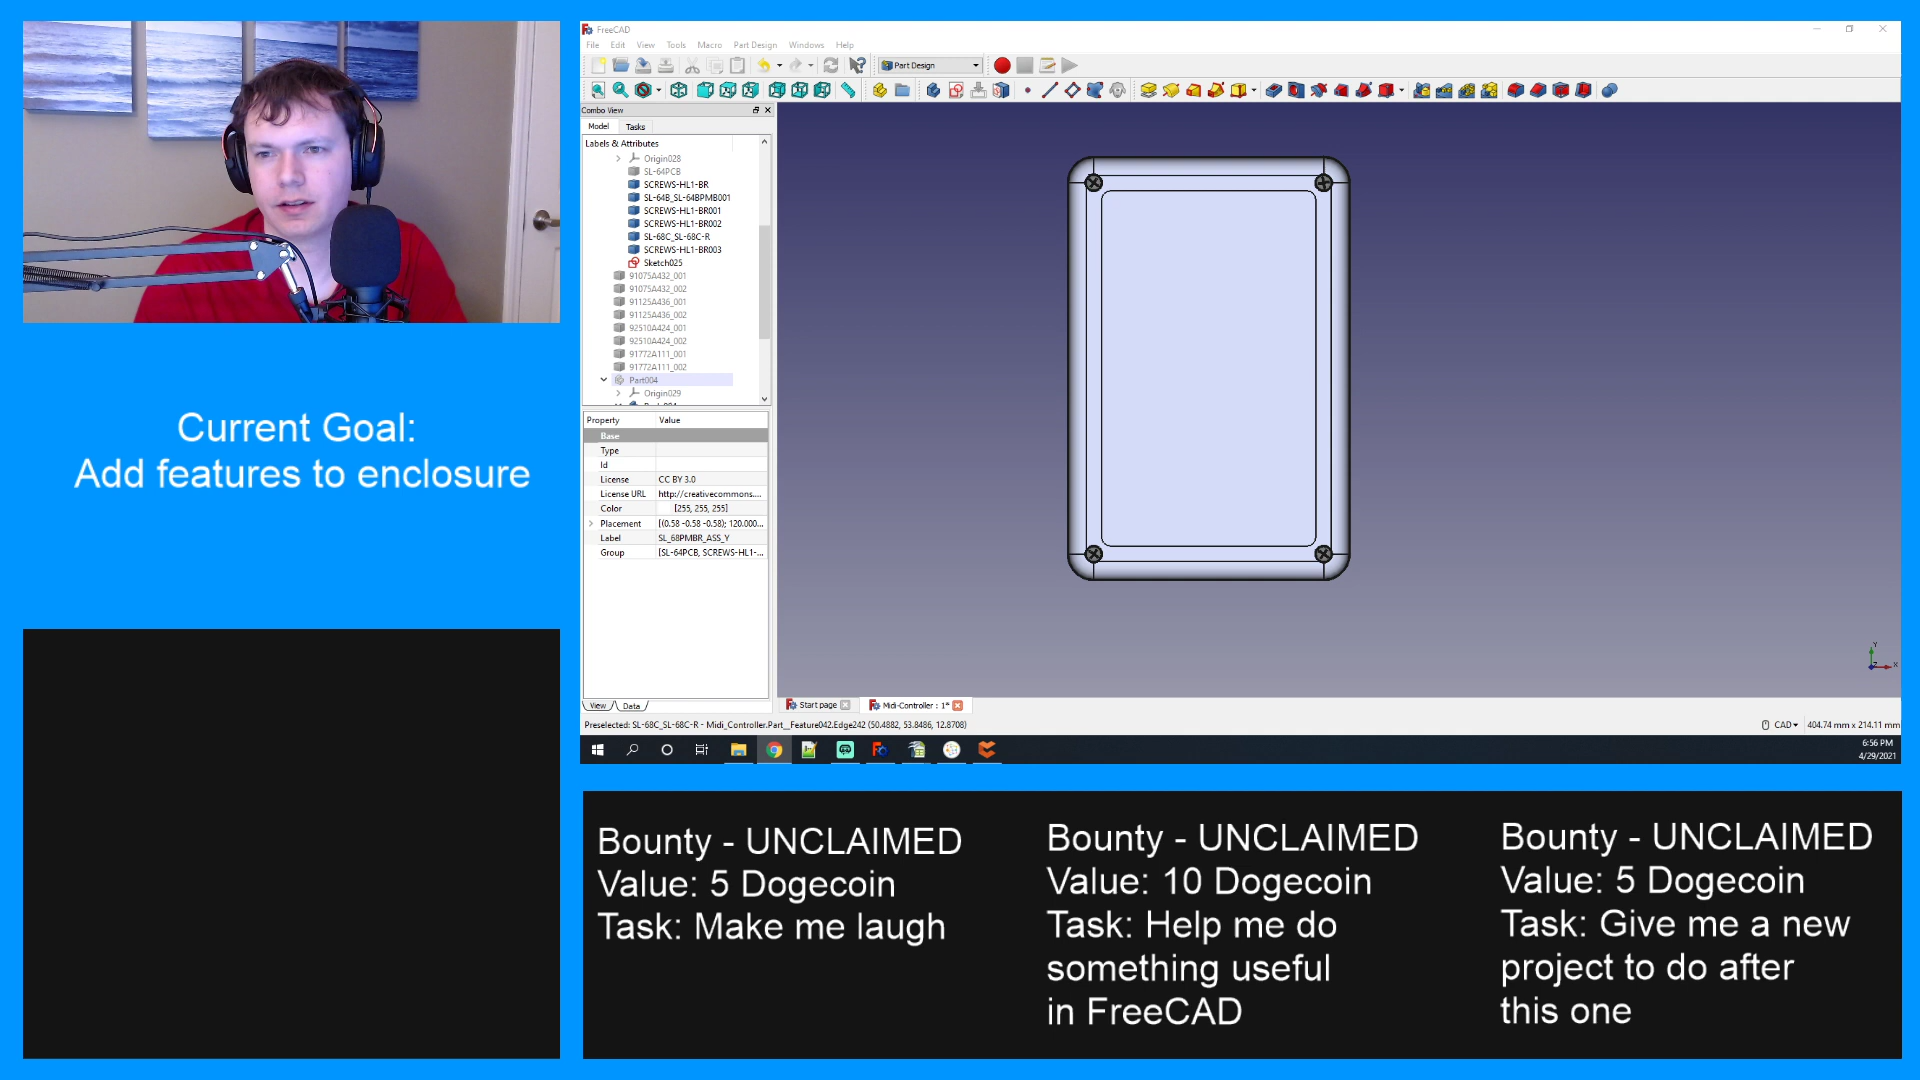 Current Goal:
Add features to enclosure
FreeCAD
File Edit View Tools Macro Part Design Windows Help
Part Design
Combo View
Model Tasks
Labels & Attributes
Origin028
SL-64PCB
SCREWS-HL1-BR
SL-64B_SL-64BPMB001
SCREWS-HL1-BR001
SCREWS-HL1-BR002
SL-68C_SL-68C-R
SCREWS-HL1-BR003
Sketch025
91075A432_001
91075A432_002
91125A436_001
91125A436_002
92510A424_001
92510A424_002
91772A111_001
91772A111_002
Part004
Origin029
Property Value
Base
Type
Id
License CC BY 3.0
License URL http://creativecommons....
Color [255, 255, 255]
Placement [(0.58 -0.58 -0.58); 120.000...
Label SL_68PMBR_ASS_Y
Group [SL-64PCB, SCREWS-HL1-...
View Data
Start page
Midi-Controller : 1*
Preselected: SL-68C_SL-68C-R - Midi_Controller.Part__Feature042.Edge242 (50.4882, 53.8486, 12.8708)
CAD 404.74 mm x 214.11 mm
6:56 PM
4/29/2021
Bounty - UNCLAIMED
Value: 5 Dogecoin
Task: Make me laugh
Bounty - UNCLAIMED
Value: 10 Dogecoin
Task: Help me do
something useful
in FreeCAD
Bounty - UNCLAIMED
Value: 5 Dogecoin
Task: Give me a new
project to do after
this one